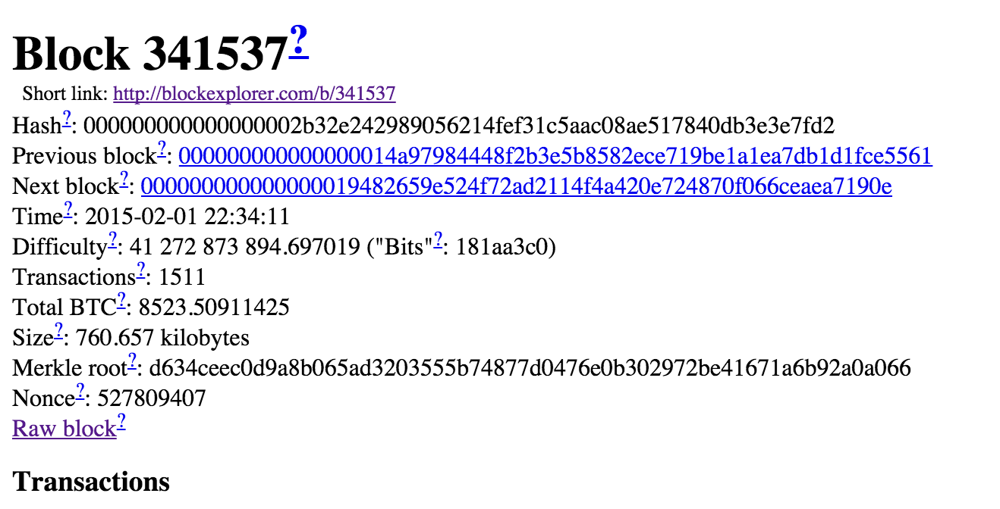 Block 341537?
Short link: http://blockexplorer.com/b/341537
Hash?: 000000000000000002b32e242989056214fef31c5aac08ae517840db3e3e7fd2
Previous block?: 000000000000000014a97984448f2b3e5b8582ece719be1a1ea7db1d1fce5561
Next block?: 000000000000000019482659e524f72ad2114f4a420e724870f066ceaea7190e
Time?: 2015-02-01 22:34:11
Difficulty?: 41 272 873 894.697019 ("Bits"?: 181aa3c0)
Transactions?: 1511
Total BTC?: 8523.50911425
Size?: 760.657 kilobytes
Merkle root?: d634ceec0d9a8b065ad3203555b74877d0476e0b302972be41671a6b92a0a066
Nonce?: 527809407
Raw block?
Transactions